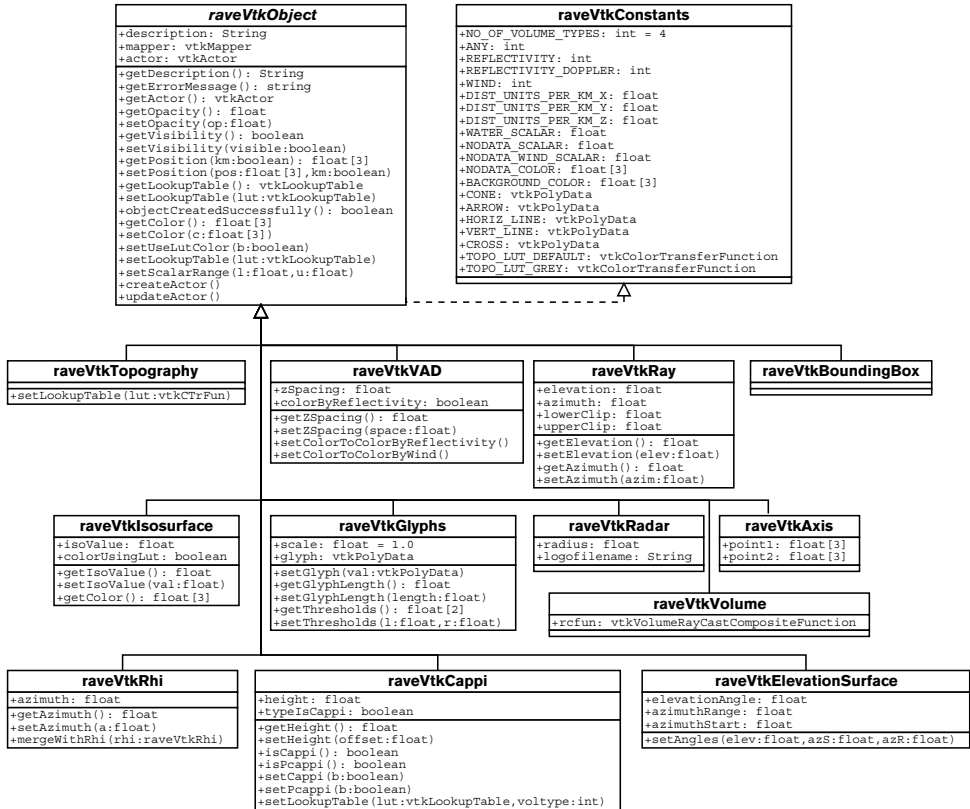 raveVtkObject
+description: String
+mapper: vtkMapper
+actor: vtkActor
+getDescription(): String
+getErrorMessage(): string
+getActor(): vtkActor
+getOpacity(): float
+setOpacity(op:float)
+getVisibility(): boolean
+setVisibility(visible:boolean)
+getPosition(km:boolean): float[3]
+setPosition(pos:float[3],km:boolean)
+getLookupTable(): vtkLookupTable
+setLookupTable(lut:vtkLookupTable)
+objectCreatedSuccessfully(): boolean
+getColor(): float[3]
+setColor(c:float[3])
+setUseLutColor(b:boolean)
+setLookupTable(lut:vtkLookupTable)
+setScalarRange(l:float,u:float)
+createActor()
+updateActor()
raveVtkConstants
+NO_OF_VOLUME_TYPES: int = 4
+ANY: int
+REFLECTIVITY: int
+REFLECTIVITY_DOPPLER: int
+WIND: int
+DIST_UNITS_PER_KM_X: float
+DIST_UNITS_PER_KM_Y: float
+DIST_UNITS_PER_KM_Z: float
+WATER_SCALAR: float
+NODATA_SCALAR: float
+NODATA_WIND_SCALAR: float
+NODATA_COLOR: float[3]
+BACKGROUND_COLOR: float[3]
+CONE: vtkPolyData
+ARROW: vtkPolyData
+HORIZ_LINE: vtkPolyData
+VERT_LINE: vtkPolyData
+CROSS: vtkPolyData
+TOPO_LUT_DEFAULT: vtkColorTransferFunction
+TOPO_LUT_GREY: vtkColorTransferFunction
raveVtkTopography
+setLookupTable(lut:vtkCTrFun)
raveVtkVAD
+zSpacing: float
+colorByReflectivity: boolean
+getZSpacing(): float
+setZSpacing(space:float)
+setColorToColorByReflectivity()
+setColorToColorByWind()
raveVtkRay
+elevation: float
+azimuth: float
+lowerClip: float
+upperClip: float
+getElevation(): float
+setElevation(elev:float)
+getAzimuth(): float
+setAzimuth(azim:float)
raveVtkBoundingBox
raveVtkIsosurface
+isoValue: float
+colorUsingLut: boolean
+getIsoValue(): float
+setIsoValue(val:float)
+getColor(): float[3]
raveVtkGlyphs
+scale: float = 1.0
+glyph: vtkPolyData
+setGlyph(val:vtkPolyData)
+getGlyphLength(): float
+setGlyphLength(length:float)
+getThresholds(): float[2]
+setThresholds(l:float,r:float)
raveVtkRadar
+radius: float
+logofilename: String
raveVtkAxis
+point1: float[3]
+point2: float[3]
raveVtkVolume
+rcfun: vtkVolumeRayCastCompositeFunction
raveVtkRhi
+azimuth: float
+getAzimuth(): float
+setAzimuth(a:float)
+mergeWithRhi(rhi:raveVtkRhi)
raveVtkCappi
+height: float
+typeIsCappi: boolean
+getHeight(): float
+setHeight(offset:float)
+isCappi(): boolean
+isPcappi(): boolean
+setCappi(b:boolean)
+setPcappi(b:boolean)
+setLookupTable(lut:vtkLookupTable,voltype:int)
raveVtkElevationSurface
+elevationAngle: float
+azimuthRange: float
+azimuthStart: float
+setAngles(elev:float,azS:float,azR:float)